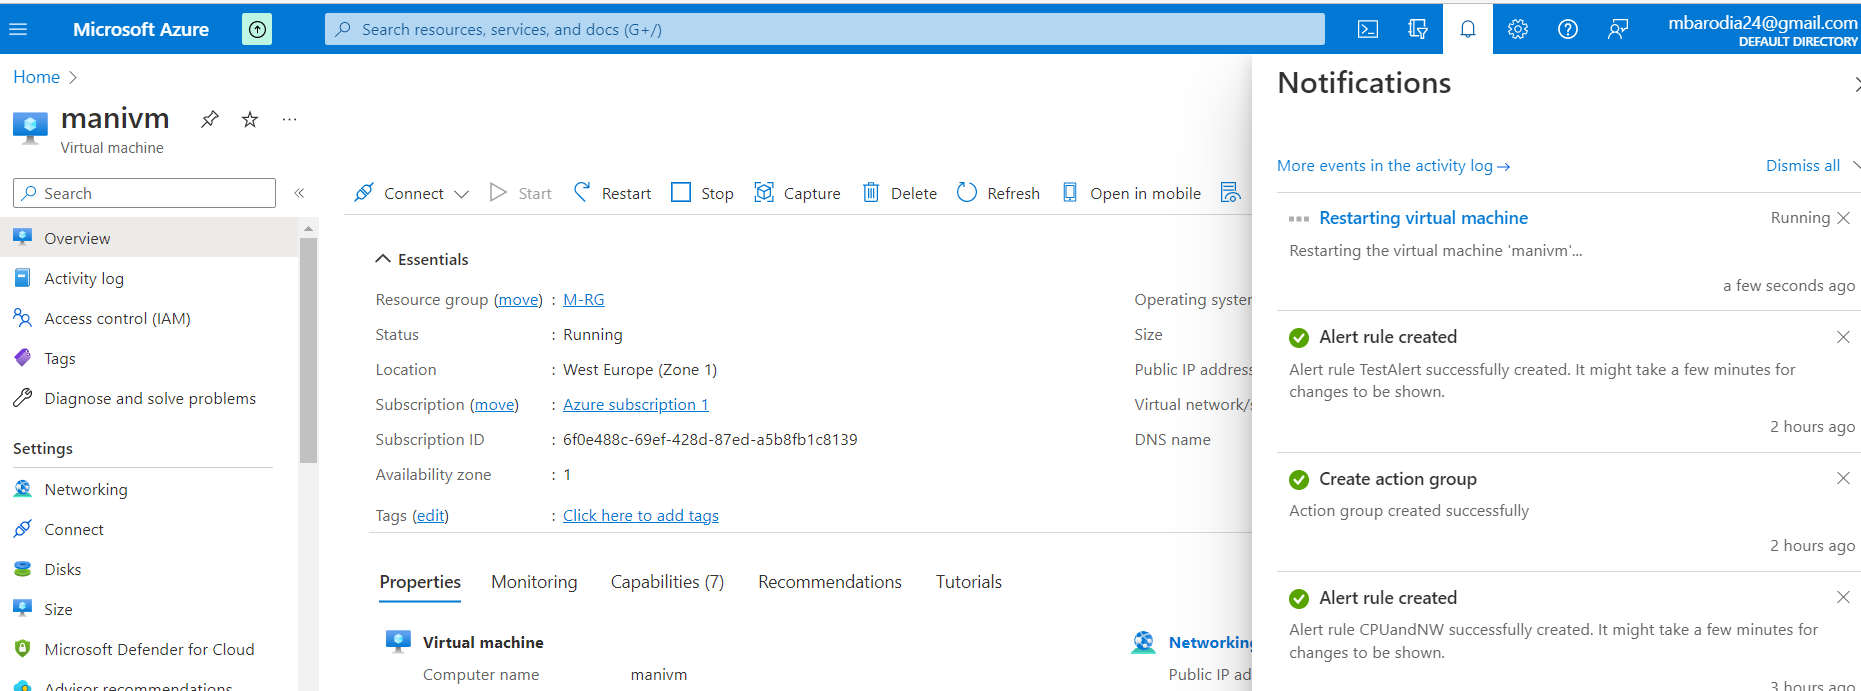 Microsoft Azure
Search resources, services, and docs (G+/)
mbarodia24@gmail.com
DEFAULT DIRECTORY
Home
manivm
Virtual machine
Search
Overview
Activity log
Access control (IAM)
Tags
Diagnose and solve problems
Settings
Networking
Connect
Disks
Size
Microsoft Defender for Cloud
Advisor recommendations
Connect Start Restart Stop Capture Delete Refresh Open in mobile
Essentials
Resource group (move) : M-RG
Status : Running
Location : West Europe (Zone 1)
Subscription (move) : Azure subscription 1
Subscription ID : 6f0e488c-69ef-428d-87ed-a5b8fb1c8139
Availability zone : 1
Tags (edit) : Click here to add tags
Operating syster
Size
Public IP address
Virtual network/s
DNS name
Properties Monitoring Capabilities (7) Recommendations Tutorials
Virtual machine
Computer name manivm
Networking
Public IP ad
Notifications
More events in the activity log → Dismiss all
Restarting virtual machine Running
Restarting the virtual machine 'manivm'...
a few seconds ago
Alert rule created
Alert rule TestAlert successfully created. It might take a few minutes for
changes to be shown.
2 hours ago
Create action group
Action group created successfully
2 hours ago
Alert rule created
Alert rule CPUandNW successfully created. It might take a few minutes for
changes to be shown.
3 hours ago